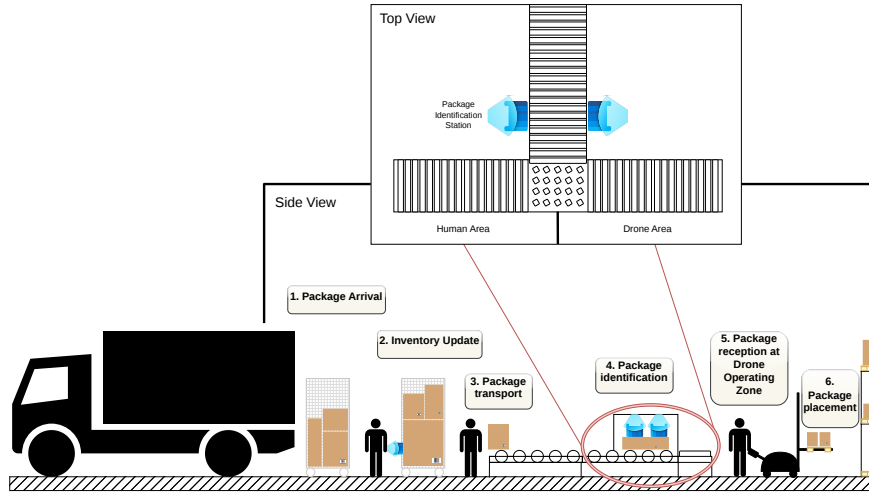 Top View
Package
Identification
Station
Human Area
Drone Area
Side View
1. Package Arrival
2. Inventory Update
3. Package
transport
4. Package
identification
5. Package
reception at
Drone
Operating
Zone
6.
Package
placement